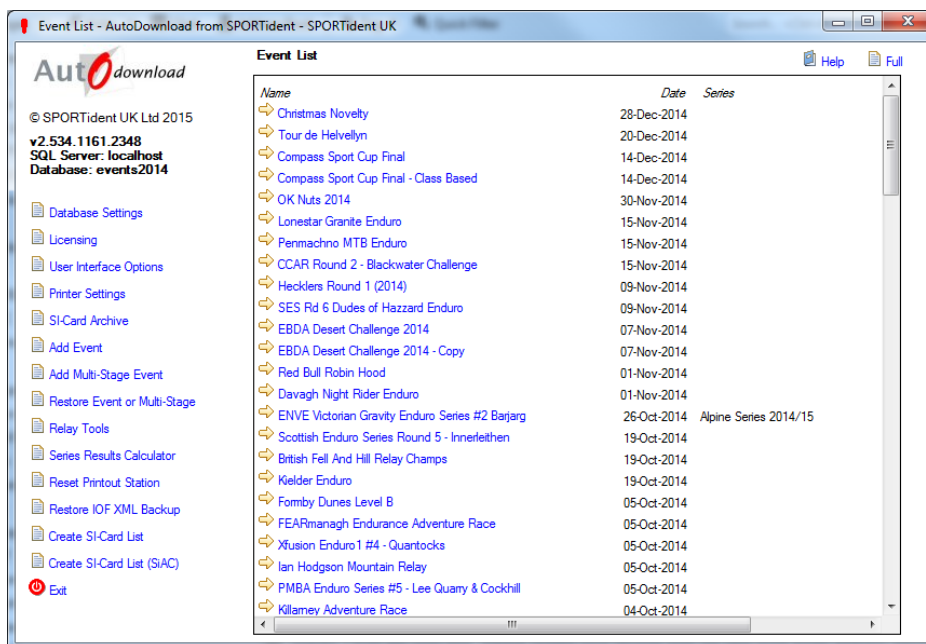 Event List - AutoDownload from SPORTident - SPORTident UK
AutOdownload
© SPORTident UK Ltd 2015
v2.534.1161.2348
SQL Server: localhost
Database: events2014
Database Settings
Licensing
User Interface Options
Printer Settings
SI-Card Archive
Add Event
Add Multi-Stage Event
Restore Event or Multi-Stage
Relay Tools
Series Results Calculator
Reset Printout Station
Restore IOF XML Backup
Create SI-Card List
Create SI-Card List (SiAC)
Exit
Event List
Help
Full
Name Date Series
Christmas Novelty 28-Dec-2014
Tour de Helvellyn 20-Dec-2014
Compass Sport Cup Final 14-Dec-2014
Compass Sport Cup Final - Class Based 14-Dec-2014
OK Nuts 2014 30-Nov-2014
Lonestar Granite Enduro 15-Nov-2014
Penmachno MTB Enduro 15-Nov-2014
CCAR Round 2 - Blackwater Challenge 15-Nov-2014
Hecklers Round 1 (2014) 09-Nov-2014
SES Rd 6 Dudes of Hazzard Enduro 09-Nov-2014
EBDA Desert Challenge 2014 07-Nov-2014
EBDA Desert Challenge 2014 - Copy 07-Nov-2014
Red Bull Robin Hood 01-Nov-2014
Davagh Night Rider Enduro 01-Nov-2014
ENVE Victorian Gravity Enduro Series #2 Barjarg 26-Oct-2014 Alpine Series 2014/15
Scottish Enduro Series Round 5 - Innerleithen 19-Oct-2014
British Fell And Hill Relay Champs 19-Oct-2014
Kielder Enduro 19-Oct-2014
Formby Dunes Level B 05-Oct-2014
FEARmanagh Endurance Adventure Race 05-Oct-2014
Xfusion Enduro1 #4 - Quantocks 05-Oct-2014
Ian Hodgson Mountain Relay 05-Oct-2014
PMBA Enduro Series #5 - Lee Quarry & Cockhill 05-Oct-2014
Killarney Adventure Race 04-Oct-2014